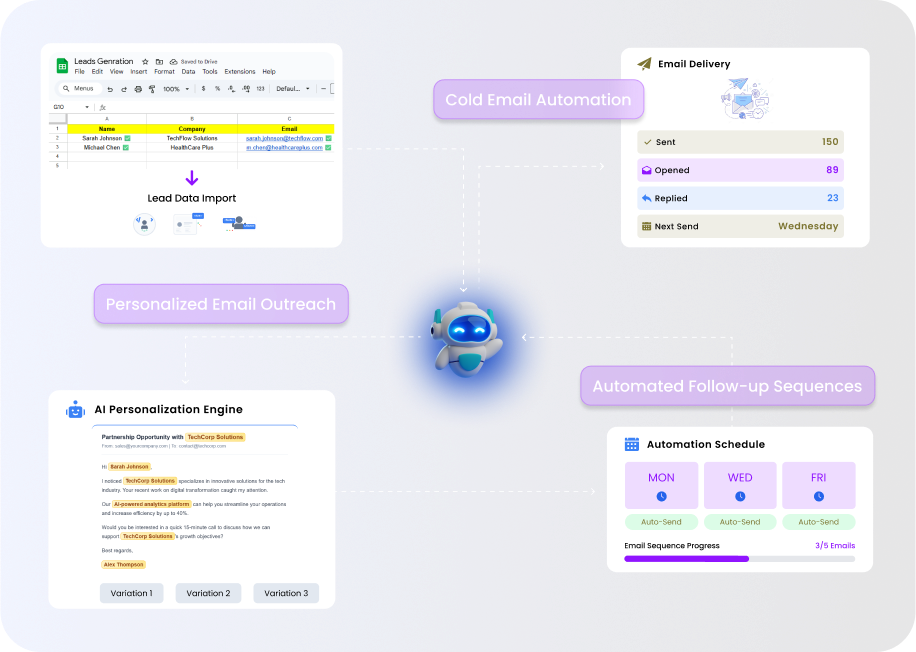 Leads Genration
Saved to Drive
File Edit View Insert Format Data Tools Extensions Help
Menus 100% $ % .0 .00 123 Defaul...
G10 fx
A B C
1 Name Company Email
2 Sarah Johnson TechFlow Solutions sarah.johnson@techflow.com
3 Michael Chen HealthCare Plus m.chen@healthcareplus.com
4
5
Lead Data Import
Cold Email Automation
Email Delivery
Sent 150
Opened 89
Replied 23
Next Send Wednesday
Personalized Email Outreach
AI Personalization Engine
Partnership Opportunity with TechCorp Solutions
From: sales@yourcompany.com | To: contact@techcorp.com
Hi Sarah Johnson,
I noticed TechCorp Solutions specializes in innovative solutions for the tech
industry. Your recent work on digital transformation caught my attention.
Our AI-powered analytics platform can help you streamline your operations
and increase efficiency by up to 40%.
Would you be interested in a quick 15-minute call to discuss how we can
support TechCorp Solutions's growth objectives?
Best regards,
Alex Thompson
Variation 1 Variation 2 Variation 3
Automated Follow-up Sequences
Automation Schedule
MON WED FRI
Auto-Send Auto-Send Auto-Send
Email Sequence Progress 3/5 Emails